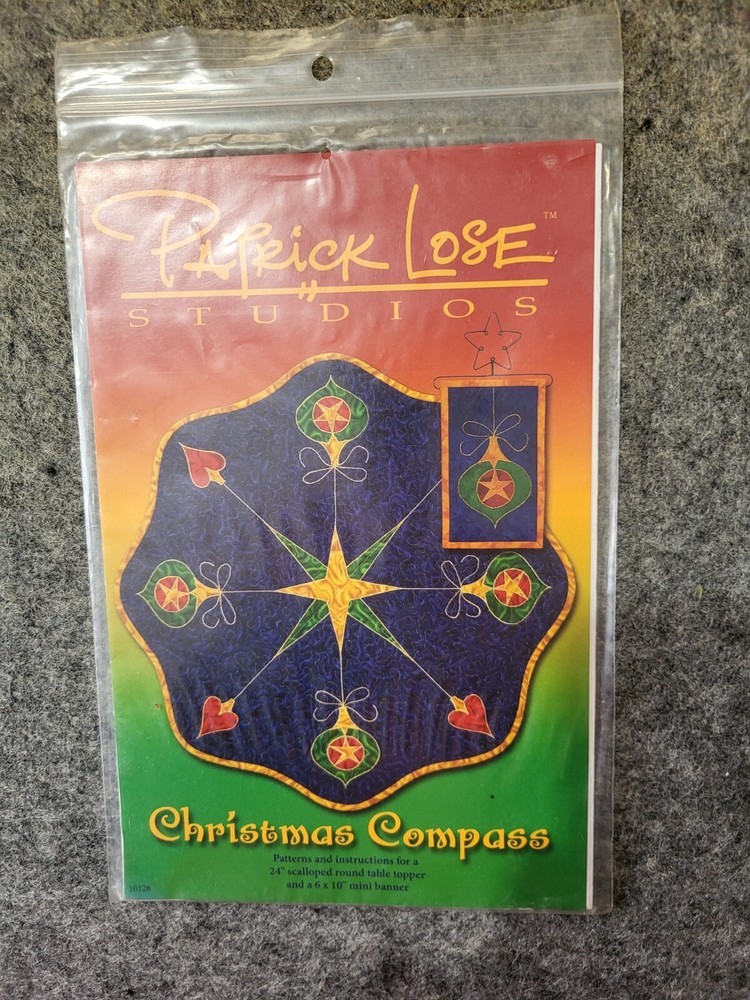 PATRICK LOSE™
STUDIOS
Christmas Compass
Patterns and instructions for a
24" scalloped round table topper
and a 6 x 10" mini banner
10126